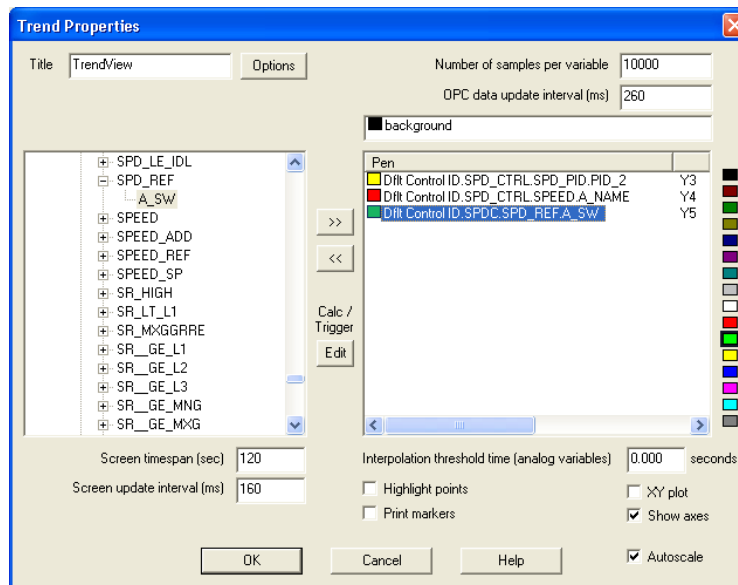 Trend Properties
Title TrendView Options
Number of samples per variable 10000
OPC data update interval (ms) 260
background
SPD_LE_IDL
SPD_REF
A_SW
SPEED
SPEED_ADD
SPEED_REF
SPEED_SP
SR_HIGH
SR_LT_L1
SR_MXGGRRE
SR__GE_L1
SR__GE_L2
SR__GE_L3
SR__GE_MNG
SR__GE_MXG
>>
<<
Calc /
Trigger
Edit
Pen
Dflt Control ID.SPD_CTRL.SPD_PID.PID_2 Y3
Dflt Control ID.SPD_CTRL.SPEED.A_NAME Y4
Dflt Control ID.SPDC.SPD_REF.A_SW Y5
Screen timespan (sec) 120
Screen update interval (ms) 160
Interpolation threshold time (analog variables) 0.000 seconds
Highlight points
Print markers
XY plot
Show axes
Autoscale
OK Cancel Help